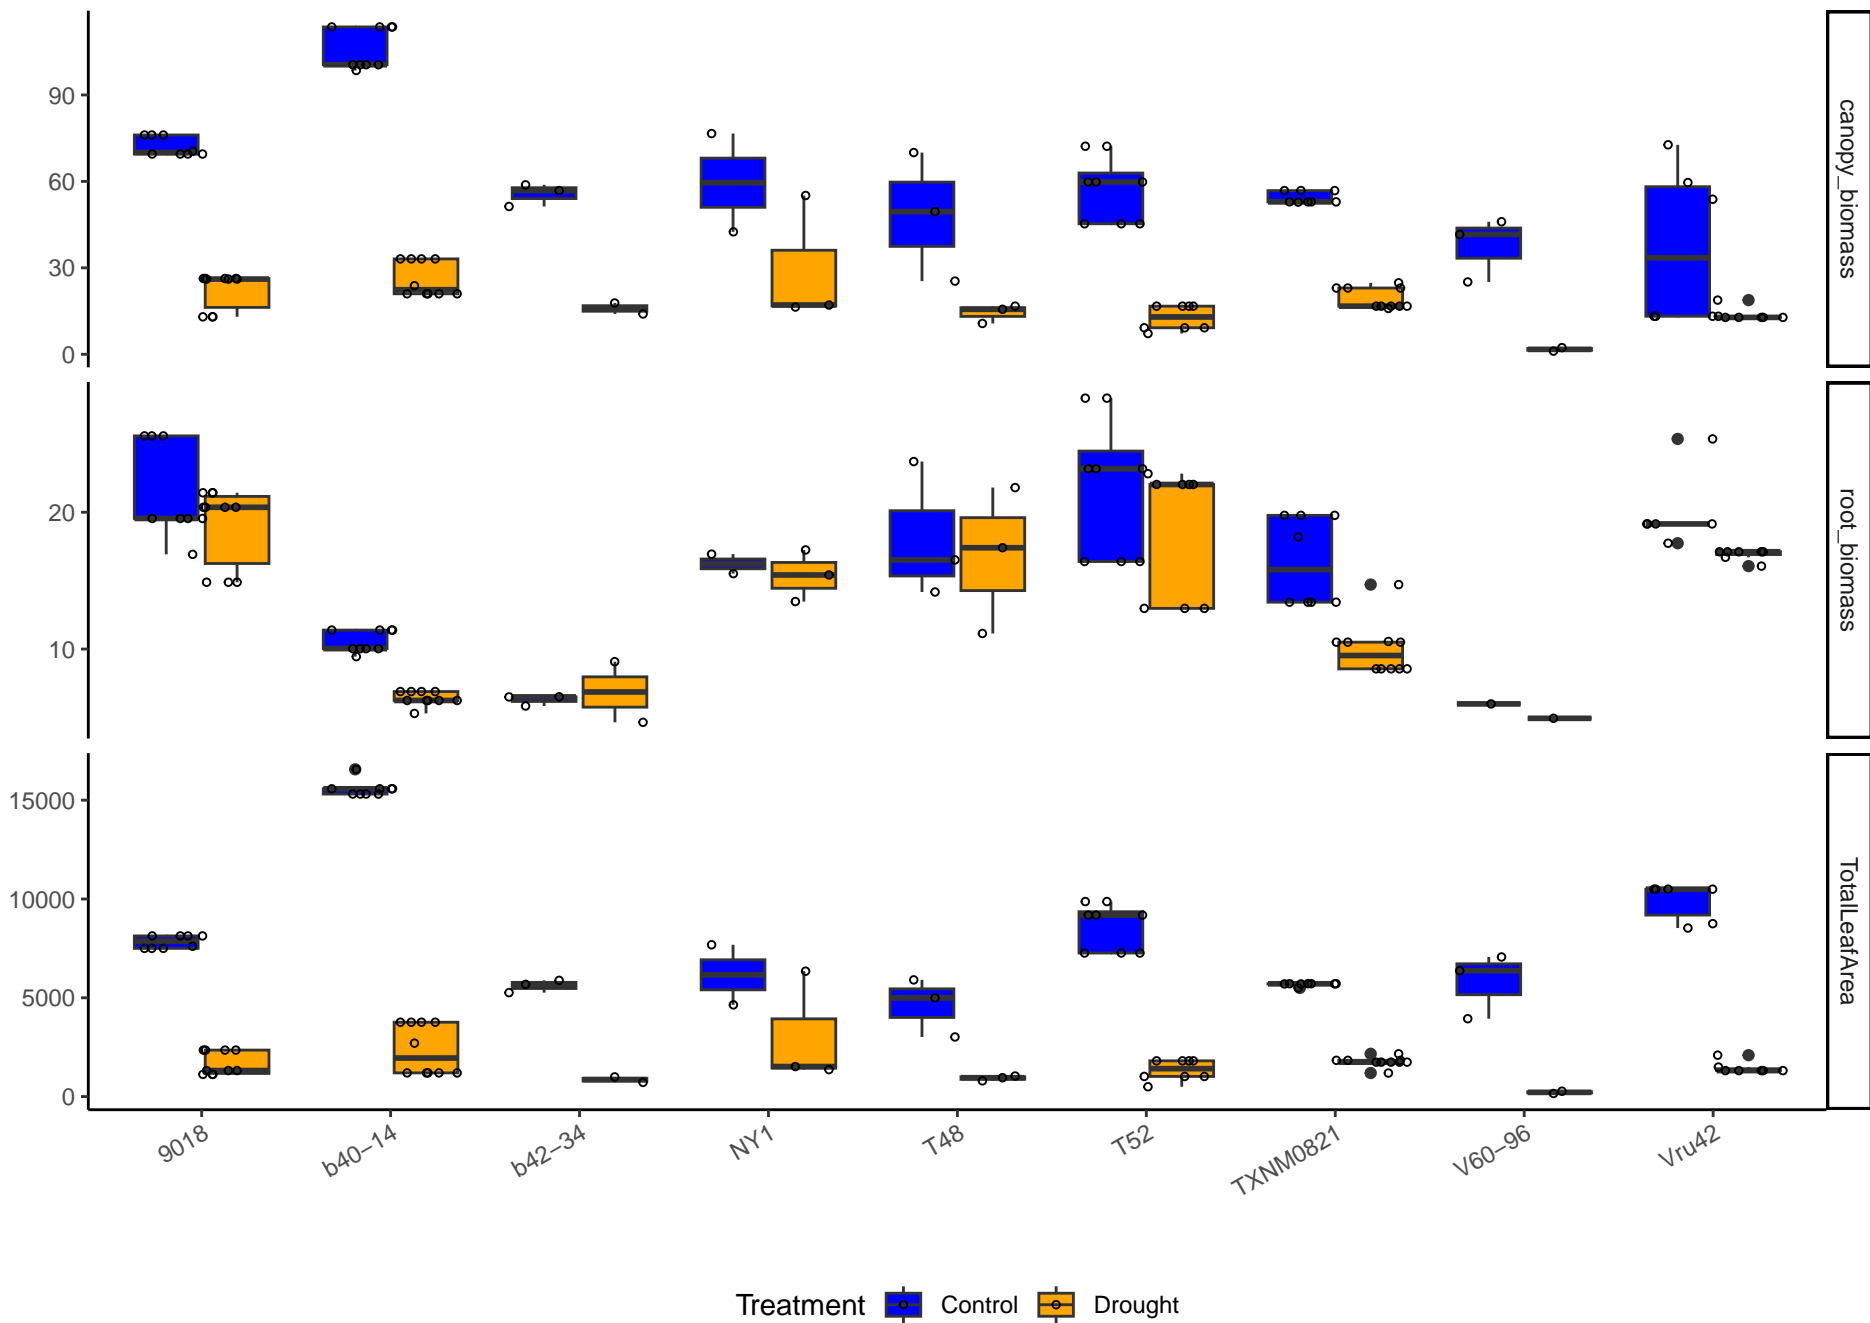 90
60
30
0
canopy_biomass
20
10
root_biomass
15000
10000
5000
0
TotalLeafArea
9018
b40−14
b42−34
NY1
T48
T52
TXNM0821
V60−96
Vru42
Treatment Control Drought